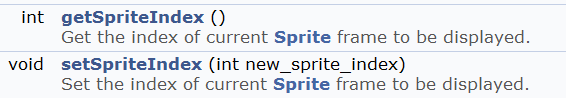 int getSpriteIndex ()
Get the index of current Sprite frame to be displayed.
void setSpriteIndex (int new_sprite_index)
Set the index of current Sprite frame to be displayed.